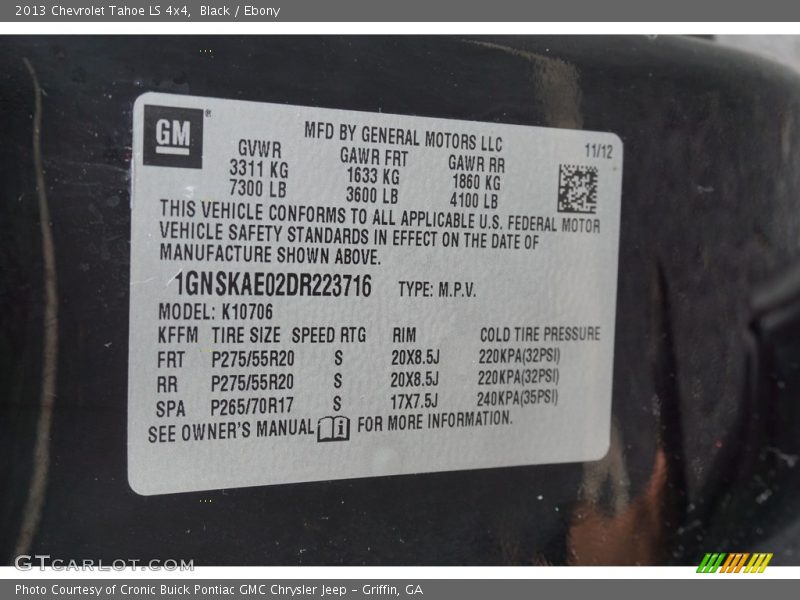 2013 Chevrolet Tahoe LS 4x4, Black / Ebony
GM ®
MFD BY GENERAL MOTORS LLC
11/12
GVWR GAWR FRT GAWR RR
3311 KG 1633 KG 1860 KG
7300 LB 3600 LB 4100 LB
THIS VEHICLE CONFORMS TO ALL APPLICABLE U.S. FEDERAL MOTOR
VEHICLE SAFETY STANDARDS IN EFFECT ON THE DATE OF
MANUFACTURE SHOWN ABOVE.
1GNSKAE02DR223716 TYPE: M.P.V.
MODEL: K10706
KFFM TIRE SIZE SPEED RTG RIM COLD TIRE PRESSURE
FRT P275/55R20 S 20X8.5J 220KPA(32PSI)
RR P275/55R20 S 20X8.5J 220KPA(32PSI)
SPA P265/70R17 S 17X7.5J 240KPA(35PSI)
SEE OWNER'S MANUAL i FOR MORE INFORMATION.
GTCARLOT.COM
Photo Courtesy of Cronic Buick Pontiac GMC Chrysler Jeep - Griffin, GA